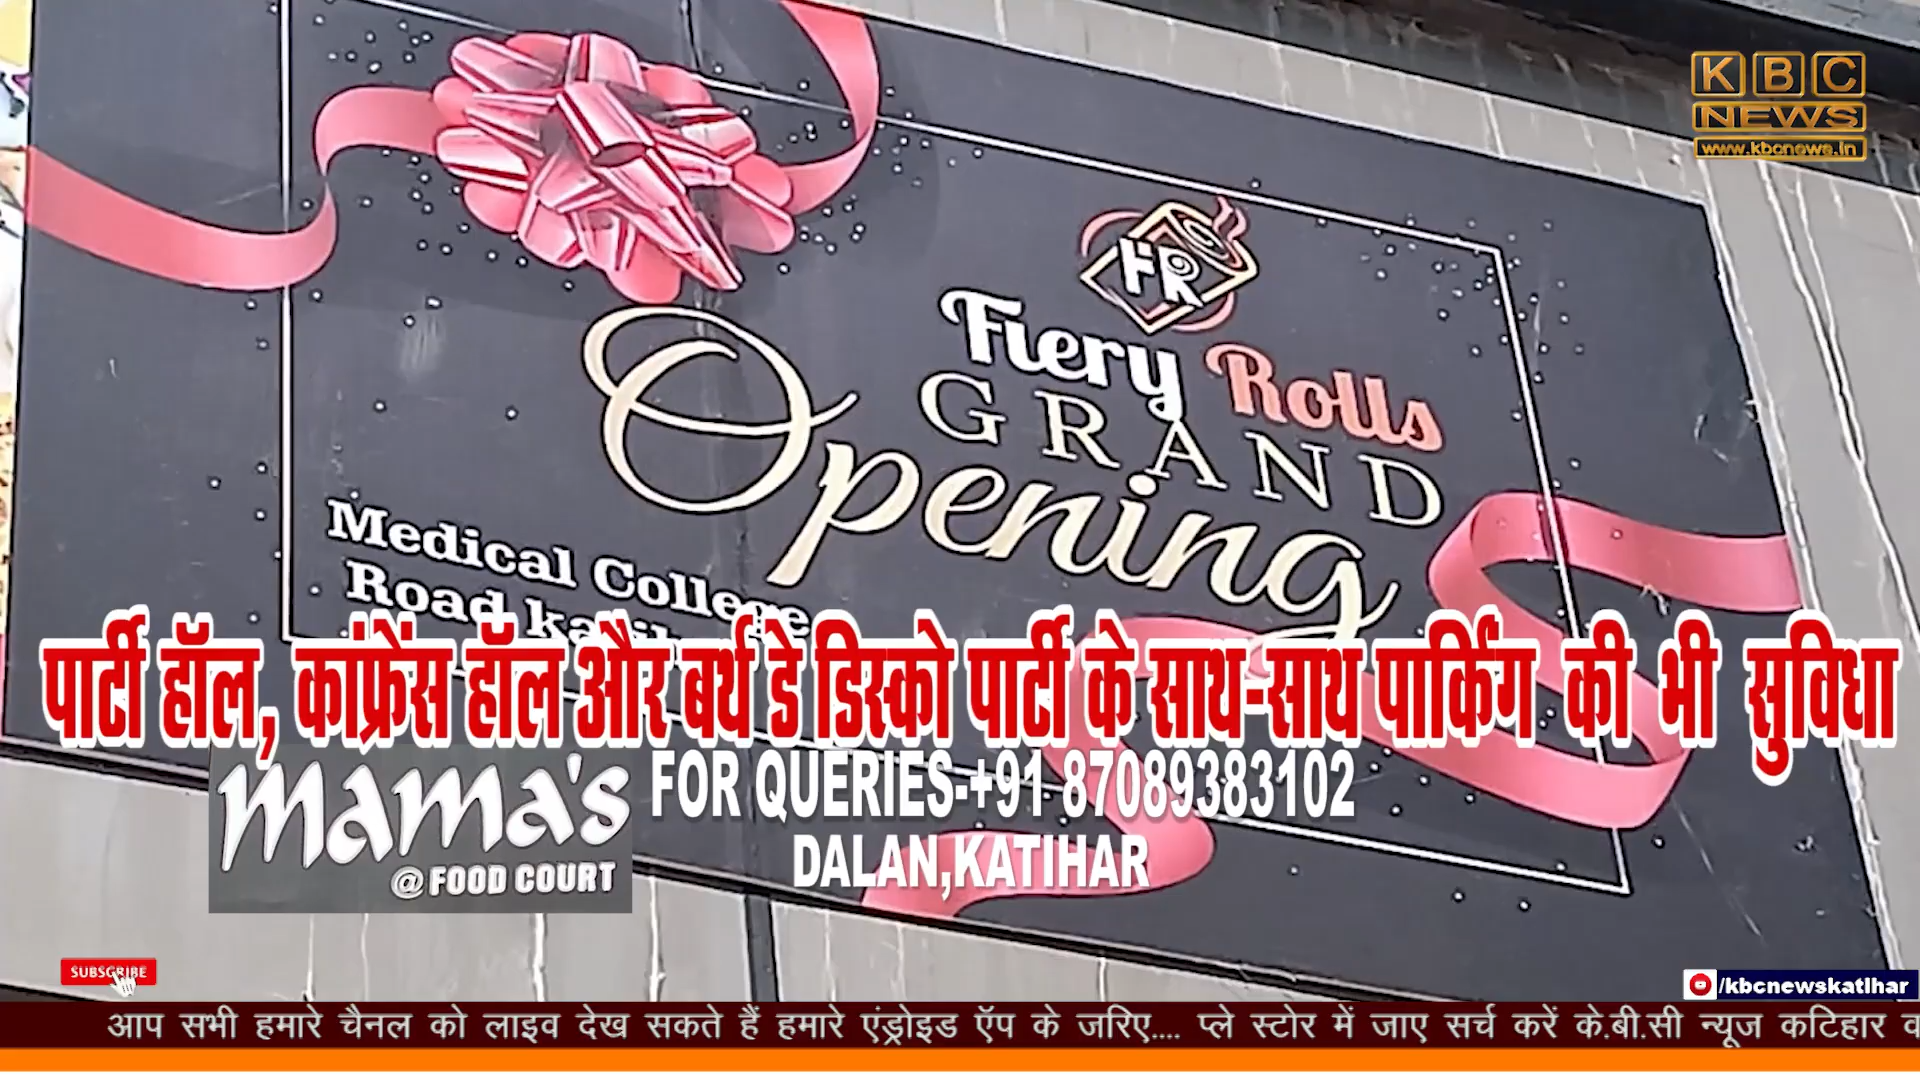 KBC
NEWS
www.kbcnews.in
FR
Fiery Rolls
GRAND
Opening
Medical College
Road
पार्टी हॉल, कांफ्रेंस हॉल और बर्थ डे डिस्को पार्टी के साथ-साथ पार्किंग की भी सुविधा
mama's
@ FOOD COURT
FOR QUERIES-+91 87089383102
DALAN,KATIHAR
SUBSCRIBE
/kbcnewskatihar
आप सभी हमारे चैनल को लाइव देख सकते हैं हमारे एंड्रोइड ऍप के जरिए.... प्ले स्टोर में जाए सर्च करें के.बी.सी न्यूज कटिहार